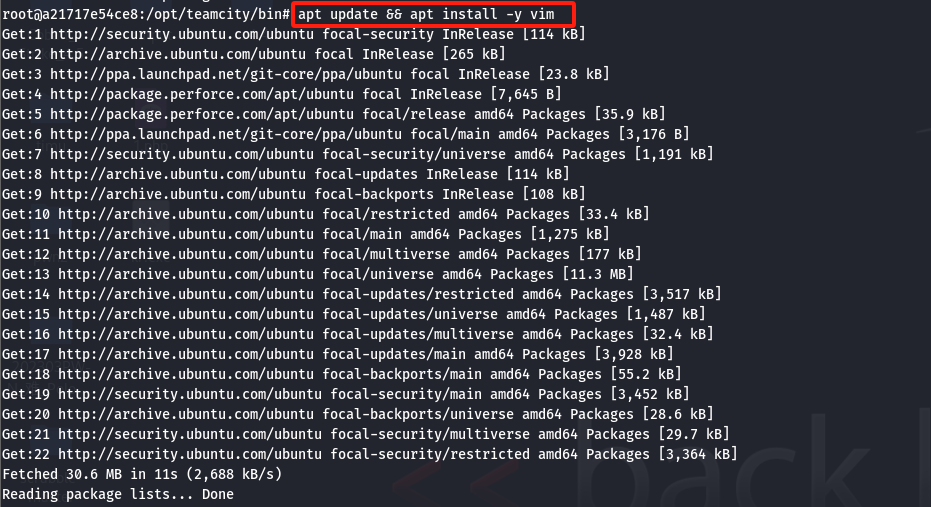 root@a21717e54ce8:/opt/teamcity/bin# apt update && apt install -y vim
Get:1 http://security.ubuntu.com/ubuntu focal-security InRelease [114 kB]
Get:2 http://archive.ubuntu.com/ubuntu focal InRelease [265 kB]
Get:3 http://ppa.launchpad.net/git-core/ppa/ubuntu focal InRelease [23.8 kB]
Get:4 http://package.perforce.com/apt/ubuntu focal InRelease [7,645 B]
Get:5 http://package.perforce.com/apt/ubuntu focal/release amd64 Packages [35.9 kB]
Get:6 http://ppa.launchpad.net/git-core/ppa/ubuntu focal/main amd64 Packages [3,176 B]
Get:7 http://security.ubuntu.com/ubuntu focal-security/universe amd64 Packages [1,191 kB]
Get:8 http://archive.ubuntu.com/ubuntu focal-updates InRelease [114 kB]
Get:9 http://archive.ubuntu.com/ubuntu focal-backports InRelease [108 kB]
Get:10 http://archive.ubuntu.com/ubuntu focal/restricted amd64 Packages [33.4 kB]
Get:11 http://archive.ubuntu.com/ubuntu focal/main amd64 Packages [1,275 kB]
Get:12 http://archive.ubuntu.com/ubuntu focal/multiverse amd64 Packages [177 kB]
Get:13 http://archive.ubuntu.com/ubuntu focal/universe amd64 Packages [11.3 MB]
Get:14 http://archive.ubuntu.com/ubuntu focal-updates/restricted amd64 Packages [3,517 kB]
Get:15 http://archive.ubuntu.com/ubuntu focal-updates/universe amd64 Packages [1,487 kB]
Get:16 http://archive.ubuntu.com/ubuntu focal-updates/multiverse amd64 Packages [32.4 kB]
Get:17 http://archive.ubuntu.com/ubuntu focal-updates/main amd64 Packages [3,928 kB]
Get:18 http://archive.ubuntu.com/ubuntu focal-backports/main amd64 Packages [55.2 kB]
Get:19 http://security.ubuntu.com/ubuntu focal-security/main amd64 Packages [3,452 kB]
Get:20 http://archive.ubuntu.com/ubuntu focal-backports/universe amd64 Packages [28.6 kB]
Get:21 http://security.ubuntu.com/ubuntu focal-security/multiverse amd64 Packages [29.7 kB]
Get:22 http://security.ubuntu.com/ubuntu focal-security/restricted amd64 Packages [3,364 kB]
Fetched 30.6 MB in 11s (2,688 kB/s)
Reading package lists... Done
<< back